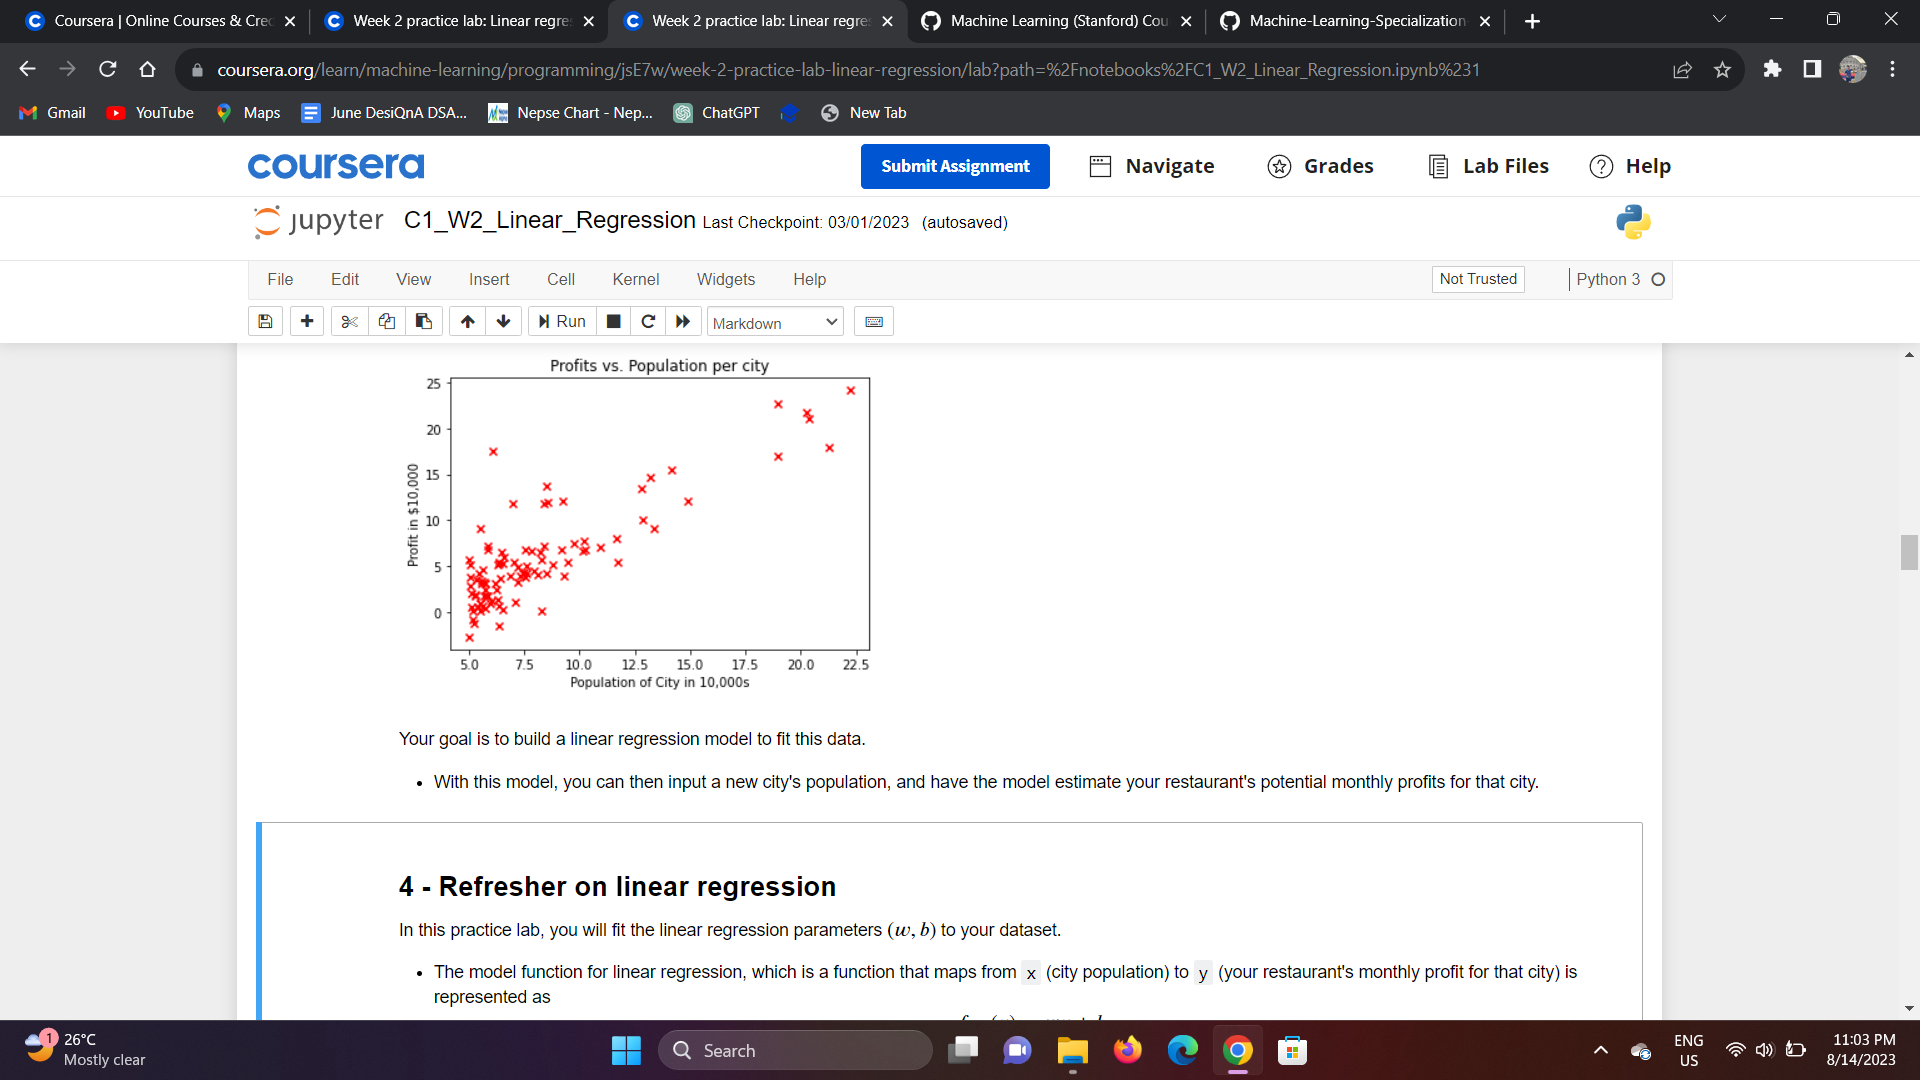 Coursera | Online Courses & Cre
Week 2 practice lab: Linear regre
Week 2 practice lab: Linear regre
Machine Learning (Stanford) Cou
Machine-Learning-Specialization
coursera.org/learn/machine-learning/programming/jsE7w/week-2-practice-lab-linear-regression/lab?path=%2Fnotebooks%2FC1_W2_Linear_Regression.ipynb%231
Gmail YouTube Maps June DesiQnA DSA... Nepse Chart - Nep... ChatGPT New Tab
coursera Submit Assignment Navigate Grades Lab Files ? Help
jupyter C1_W2_Linear_Regression Last Checkpoint: 03/01/2023 (autosaved)
File Edit View Insert Cell Kernel Widgets Help Not Trusted Python 3
Run Markdown
Profits vs. Population per city
25
20
15
10
5
0
Profit in $10,000
5.0 7.5 10.0 12.5 15.0 17.5 20.0 22.5
Population of City in 10,000s
Your goal is to build a linear regression model to fit this data.
• With this model, you can then input a new city's population, and have the model estimate your restaurant's potential monthly profits for that city.
4 - Refresher on linear regression
In this practice lab, you will fit the linear regression parameters (w, b) to your dataset.
• The model function for linear regression, which is a function that maps from x (city population) to y (your restaurant's monthly profit for that city) is
represented as
1 26°C
Mostly clear
Search
ENG
US
11:03 PM
8/14/2023